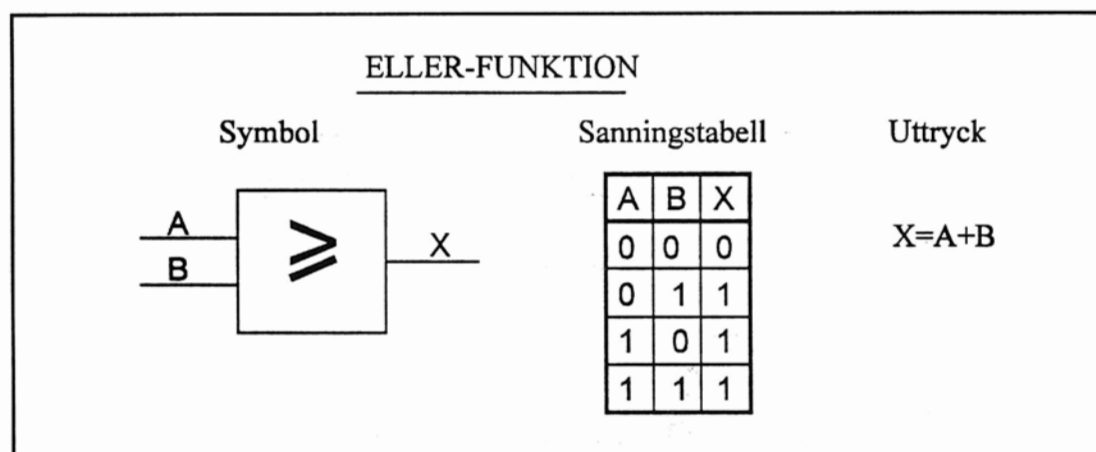 ELLER-FUNKTION
Symbol
Sanningstabell
Uttryck
A
B
≥
X
A B X
0 0 0
0 1 1
1 0 1
1 1 1
X=A+B